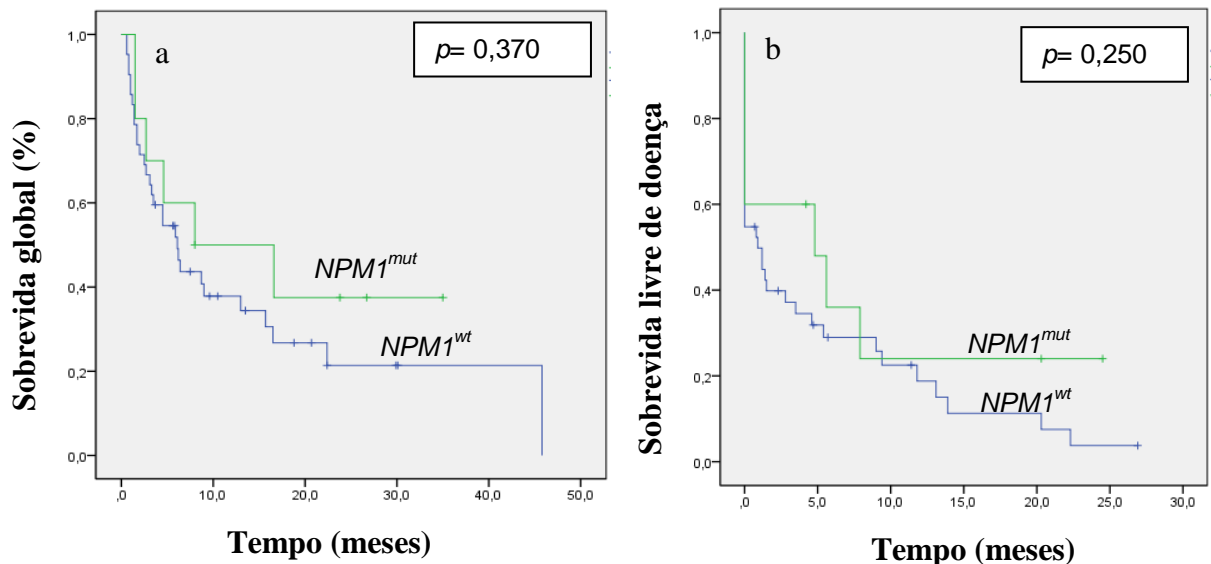 a
p= 0,370
Sobrevida global (%)
1,0
0,8
0,6
0,4
0,2
0,0
NPM1mut
NPM1wt
,0 10,0 20,0 30,0 40,0 50,0
Tempo (meses)
b
p= 0,250
Sobrevida livre de doença
1,0
0,8
0,6
0,4
0,2
0,0
NPM1mut
NPM1wt
,0 5,0 10,0 15,0 20,0 25,0 30,0
Tempo (meses)